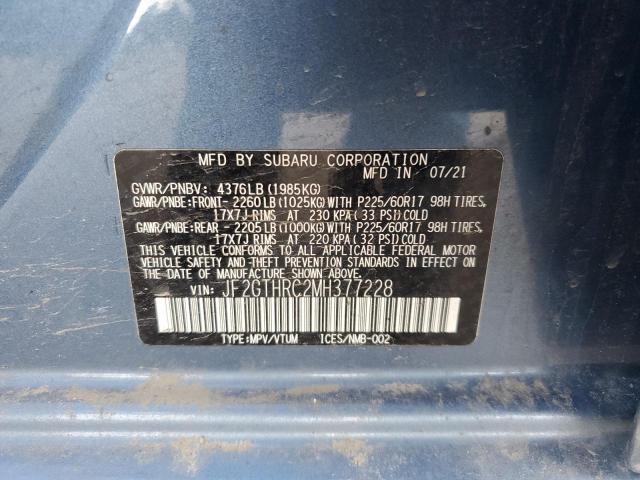 MFD BY SUBARU CORPORATION
MFD IN 07/21
GVWR/PNBV: 4376LB(1985KG)
GAWR/PNBE:FRONT- 2260LB(1025KG)WITH P225/60R17 98H TIRES,
17X7J RIMS AT 230 KPA(33 PSI)COLD
GAWR/PNBE:REAR - 2205LB(1000KG)WITH P225/60R17 98H TIRES,
17X7J RIMS AT 220 KPA(32 PSI)COLD
THIS VEHICLE CONFORMS TO ALL APPLICABLE FEDERAL MOTOR
VEHICLE SAFETY AND THEFT PREVENTION STANDARDS IN EFFECT
ON THE DATE OF MANUFACTURE SHOWN ABOVE.
VIN: JF2GTHRC2MH377228
TYPE:MPV/VTUM ICES/NMB-002